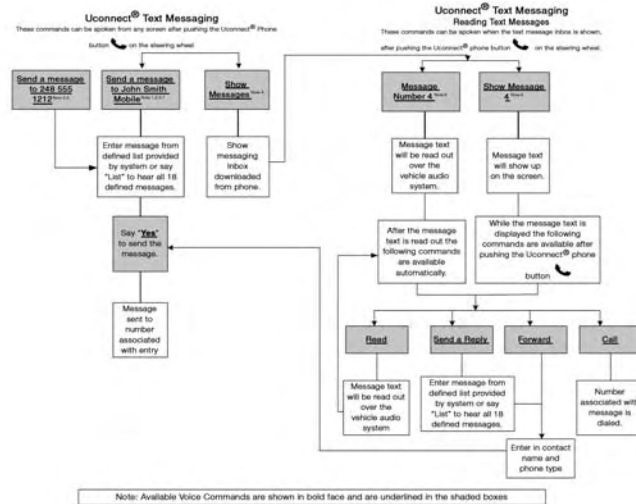 Uconnect® Text Messaging
These commands can be spoken from any screen after pushing the Uconnect® Phone
button on the steering wheel
Send a message
to 248 555
1212
Send a message
to John Smith
Mobile
Show
Messages
Enter message from
defined list provided
by system or say
"List" to hear all 18
defined messages.
Show
messaging
Inbox
downloaded
from phone.
Say "Yes"
to send the
message.
Message
sent to
number
associated
with entry
Uconnect® Text Messaging
Reading Text Messages
These commands can be spoken when the text message inbox is shown,
after pushing the Uconnect® phone button on the steering wheel.
Message
Number 4
Show Message
4
Message text
will be read out
over the
vehicle audio
system.
Message text
will show up
on the screen.
After the message
text is read out the
following commands
are available
automatically.
While the message text is
displayed the following
commands are available after
pushing the Uconnect® phone
button
Read
Send a Reply
Forward
Call
Message text
will be read out
over the
vehicle audio
system
Enter message from
defined list provided
by system or say
"List" to hear all 18
defined messages.
Number
associated with
message is
dialed.
Enter in contact
name and
phone type
Note: Available Voice Commands are shown in bold face and are underlined in the shaded boxes